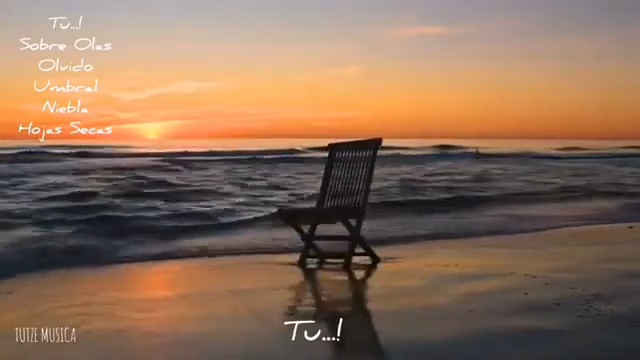 Tu...!
Sobre Olas
Olvido
Umbral
Niebla
Hojas Secas
TUTZE MUSICA
Tu...!